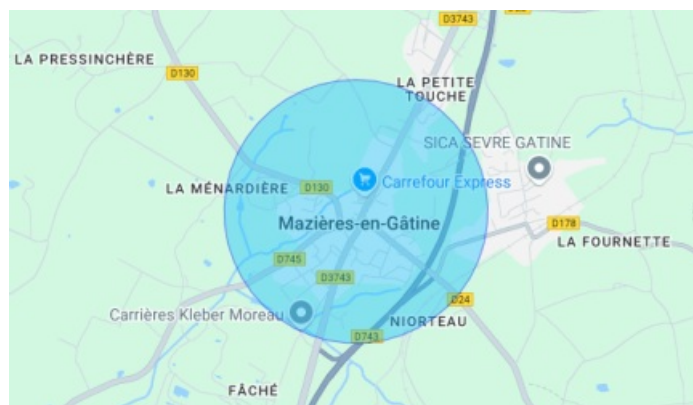 D3743
LA PRESSINCHÈRE
D130
LA PETITE
TOUCHE
SICA SEVRE GATINE
LA MÉNARDIÈRE
D130
Carrefour Express
Mazières-en-Gâtine
D178
LA FOURNETTE
D745
D3743
D24
Carrières Kleber Moreau
NIORTEAU
D743
FÂCHÉ